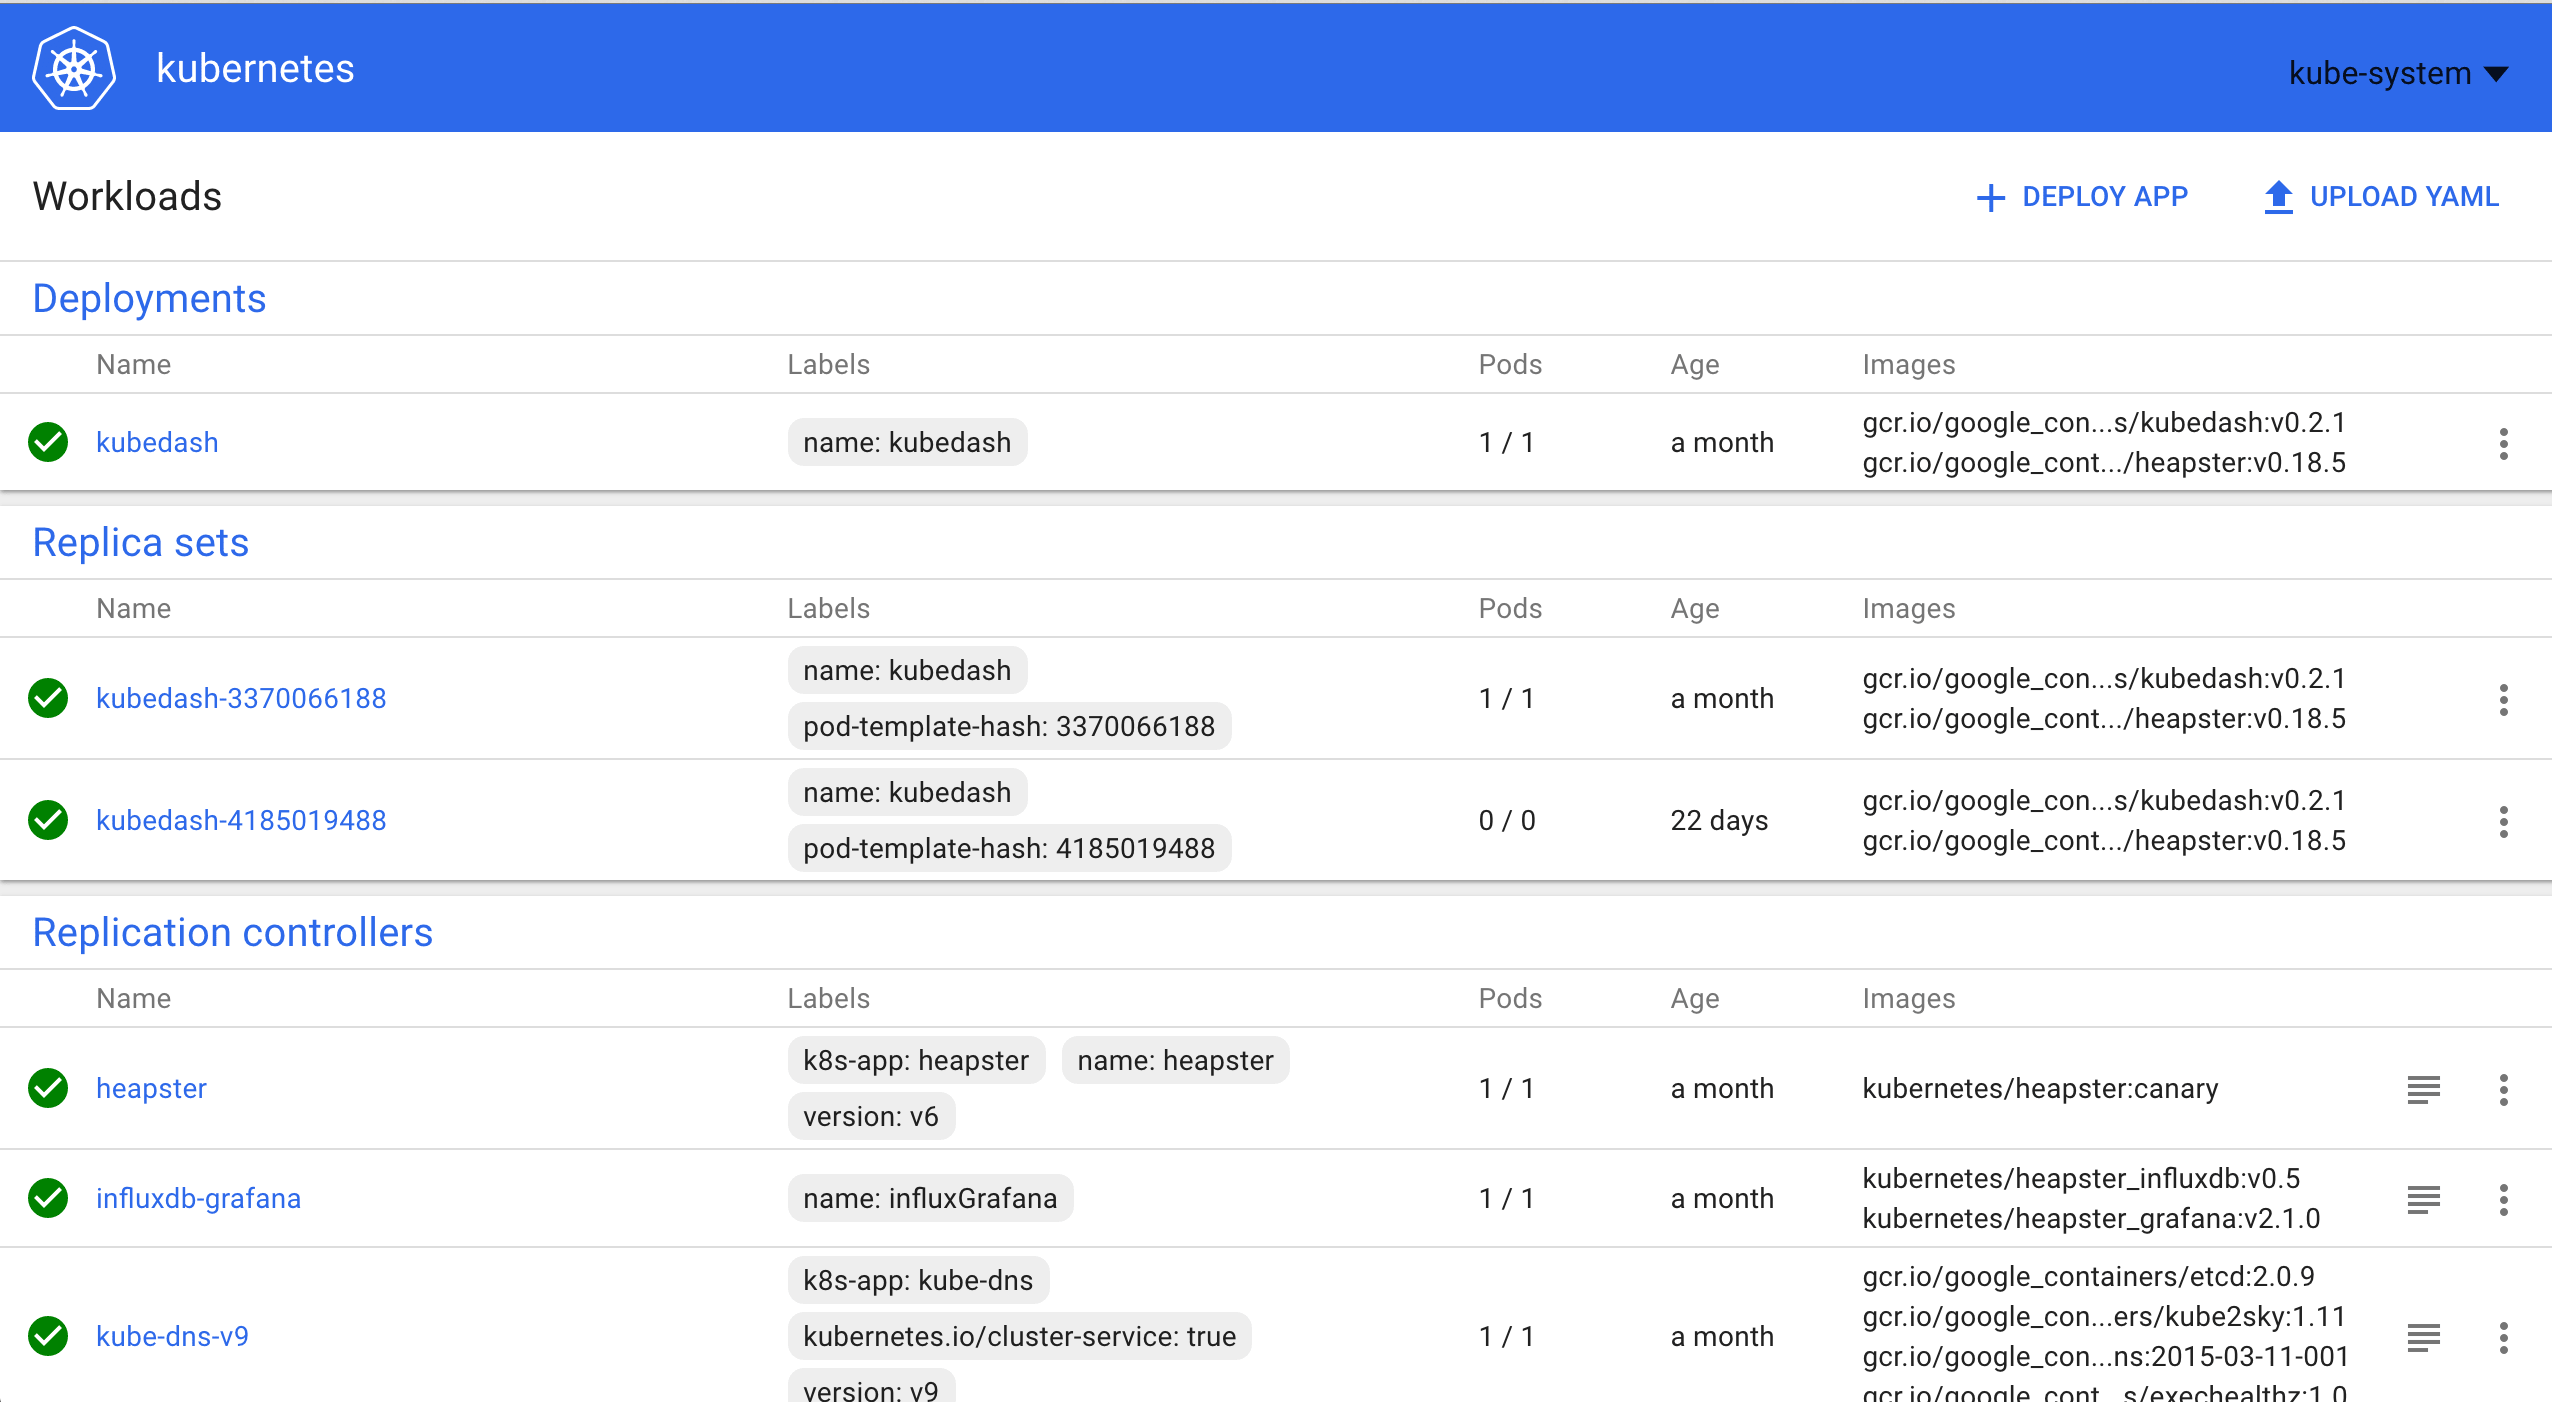 kubernetes
kube-system
Workloads
DEPLOY APP
UPLOAD YAML
Deployments
Name Labels Pods Age Images
kubedash name: kubedash 1 / 1 a month gcr.io/google_con...s/kubedash:v0.2.1
gcr.io/google_cont.../heapster:v0.18.5
Replica sets
Name Labels Pods Age Images
kubedash-3370066188 name: kubedash 1 / 1 a month gcr.io/google_con...s/kubedash:v0.2.1
pod-template-hash: 3370066188 gcr.io/google_cont.../heapster:v0.18.5
kubedash-4185019488 name: kubedash 0 / 0 22 days gcr.io/google_con...s/kubedash:v0.2.1
pod-template-hash: 4185019488 gcr.io/google_cont.../heapster:v0.18.5
Replication controllers
Name Labels Pods Age Images
heapster k8s-app: heapster name: heapster 1 / 1 a month kubernetes/heapster:canary
version: v6
influxdb-grafana name: influxGrafana 1 / 1 a month kubernetes/heapster_influxdb:v0.5
kubernetes/heapster_grafana:v2.1.0
k8s-app: kube-dns gcr.io/google_containers/etcd:2.0.9
gcr.io/google_con...ers/kube2sky:1.11
kube-dns-v9 kubernetes.io/cluster-service: true 1 / 1 a month gcr.io/google_con...ns:2015-03-11-001
version: v9 gcr.io/google_cont...s/exechealthz:1.0